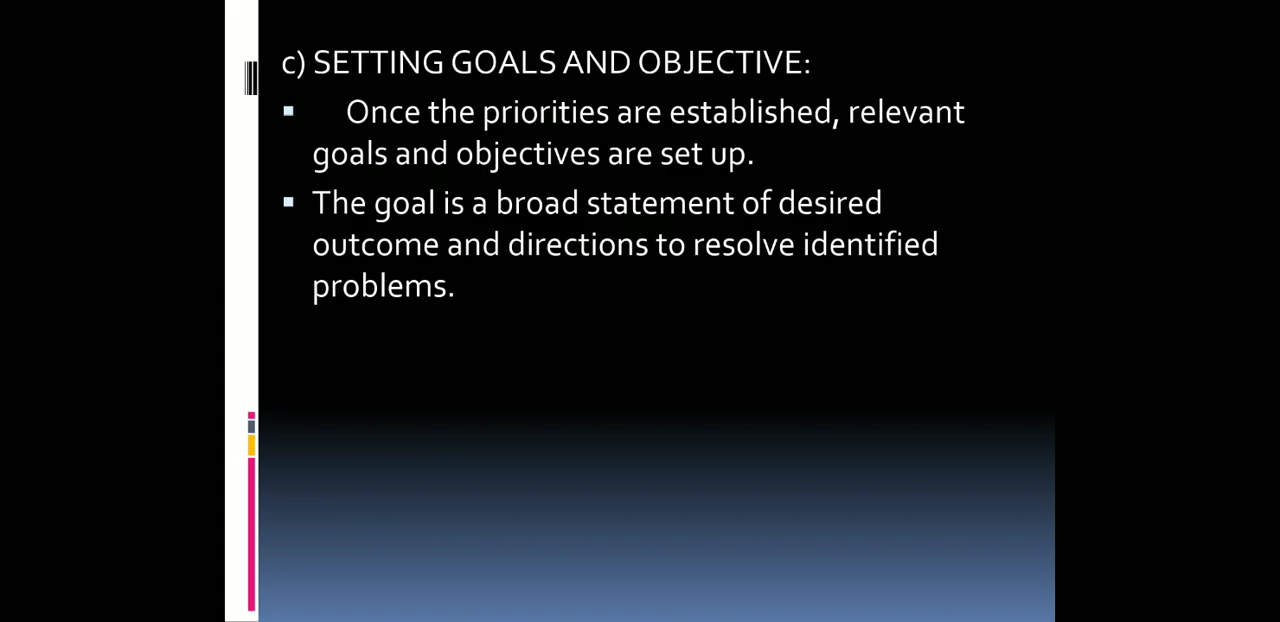 c) SETTING GOALS AND OBJECTIVE:
▪ Once the priorities are established, relevant
goals and objectives are set up.
▪ The goal is a broad statement of desired
outcome and directions to resolve identified
problems.